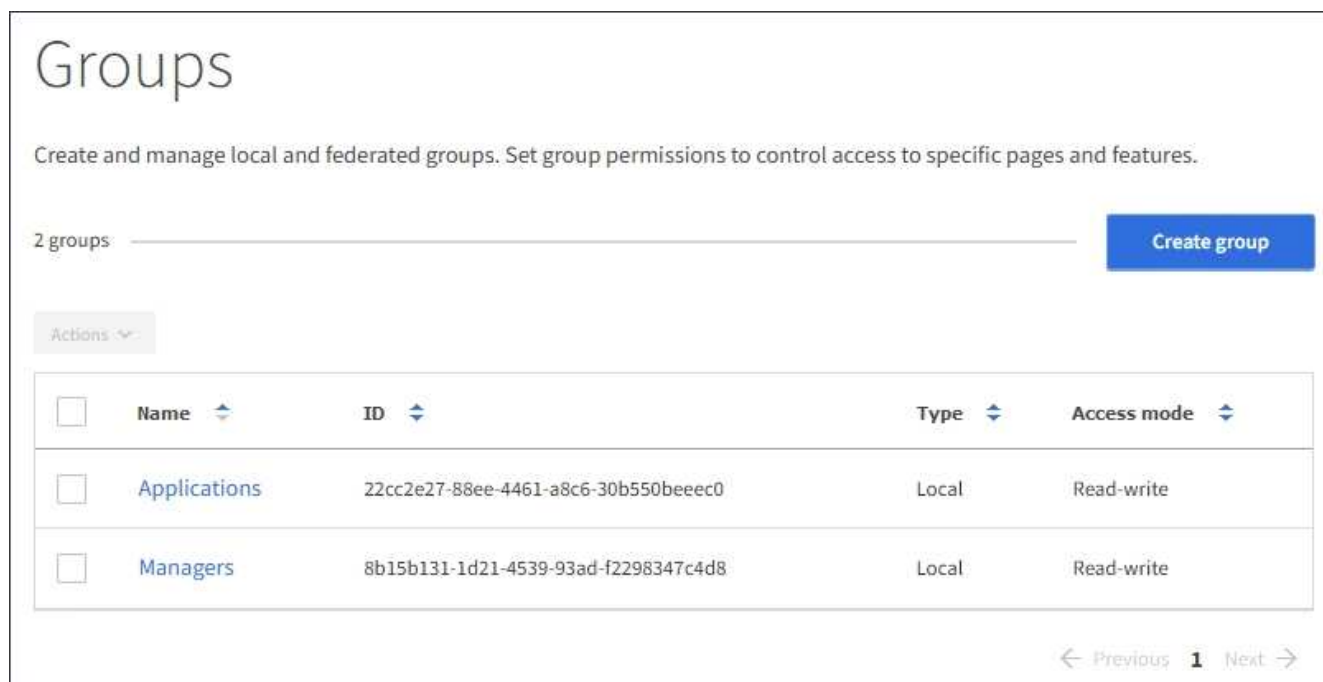 Groups
Create and manage local and federated groups. Set group permissions to control access to specific pages and features.
2 groups Create group
Actions
Name ID Type Access mode
Applications 22cc2e27-88ee-4461-a8c6-30b550beeec0 Local Read-write
Managers 8b15b131-1d21-4539-93ad-f2298347c4d8 Local Read-write
← Previous 1 Next →